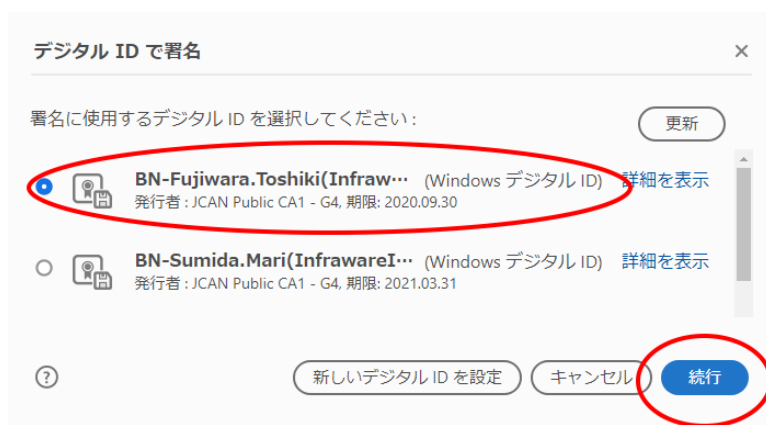 デジタル ID で署名
×
署名に使用するデジタル ID を選択してください :
更新
BN-Fujiwara.Toshiki(Infraw… (Windows デジタル ID) 詳細を表示
発行者 : JCAN Public CA1 - G4, 期限: 2020.09.30
BN-Sumida.Mari(InfrawareI… (Windows デジタル ID) 詳細を表示
発行者 : JCAN Public CA1 - G4, 期限: 2021.03.31
? 新しいデジタル ID を設定 キャンセル 続行